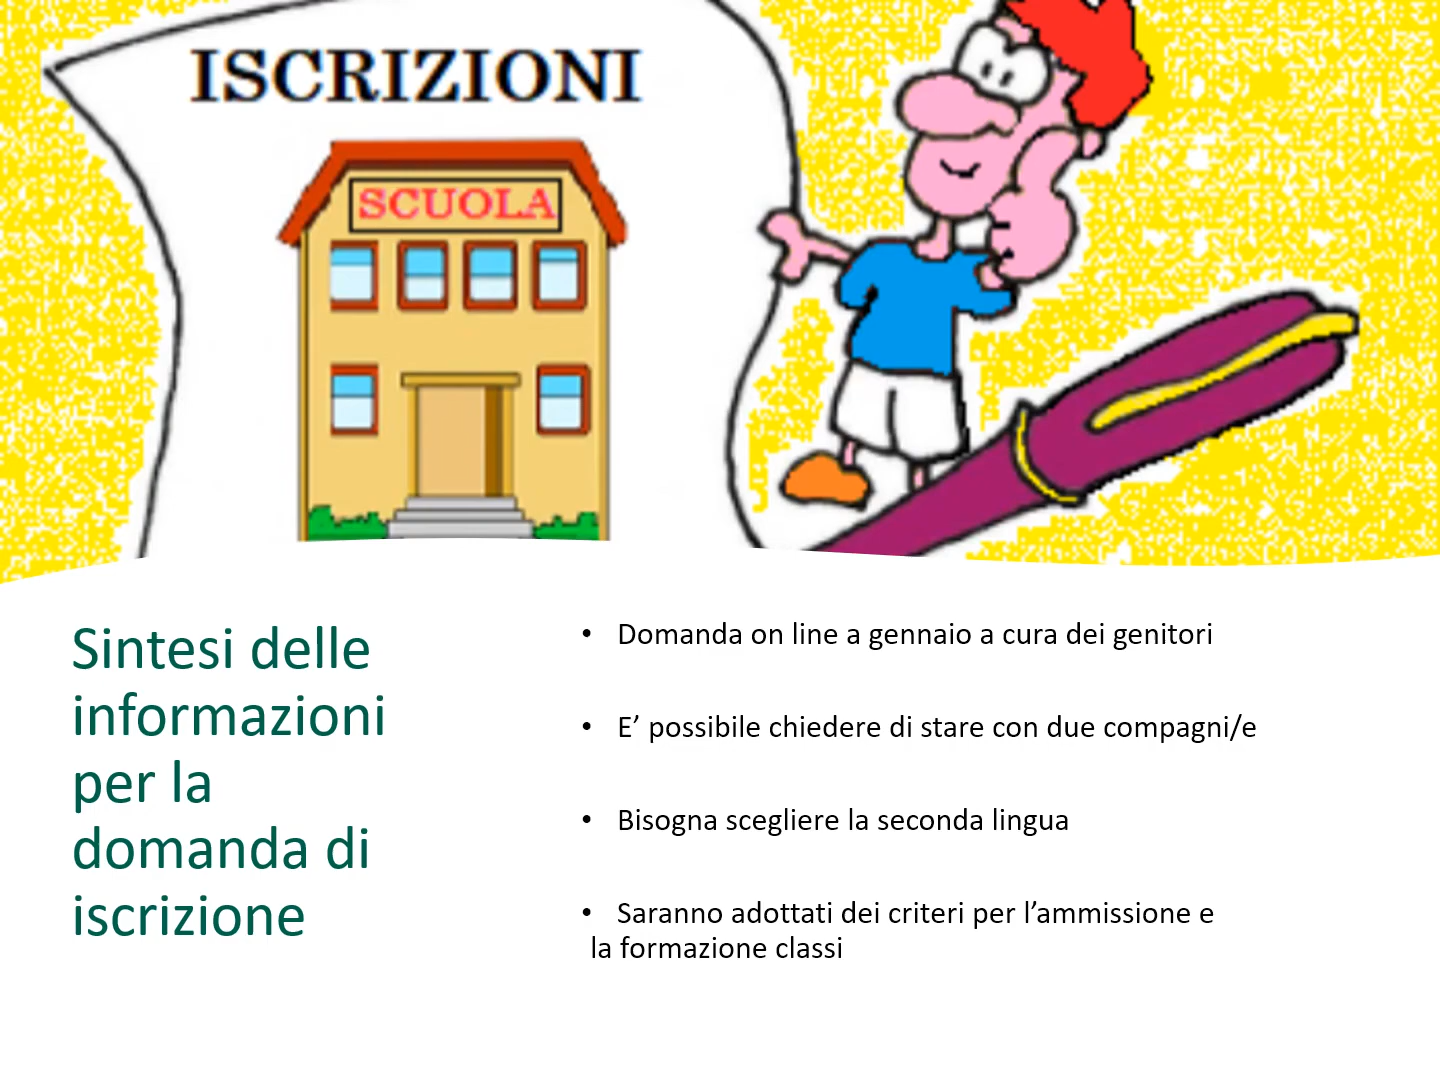 ISCRIZIONI
SCUOLA
Sintesi delle
informazioni
per la
domanda di
iscrizione
• Domanda on line a gennaio a cura dei genitori
• E’ possibile chiedere di stare con due compagni/e
• Bisogna scegliere la seconda lingua
• Saranno adottati dei criteri per l’ammissione e
la formazione classi